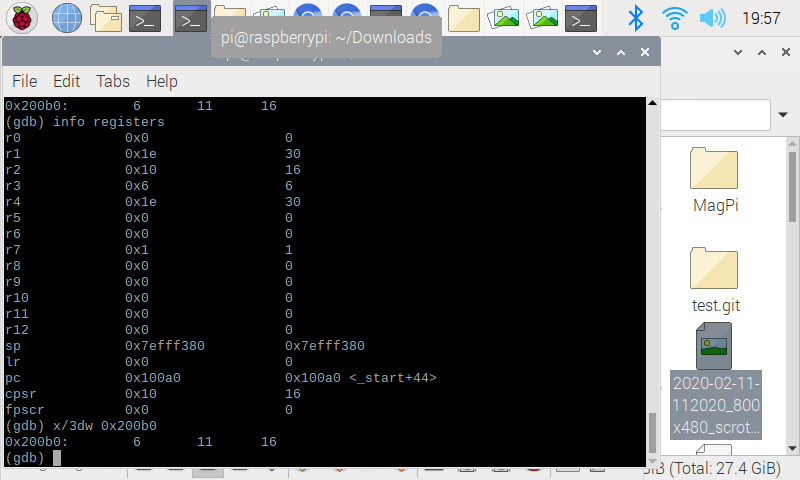 19:57
pi@raspberrypi: ~/Downloads
File Edit Tabs Help
0x200b0: 6 11 16
(gdb) info registers
r0 0x0 0
r1 0x1e 30
r2 0x10 16
r3 0x6 6
r4 0x1e 30
r5 0x0 0
r6 0x0 0
r7 0x1 1
r8 0x0 0
r9 0x0 0
r10 0x0 0
r11 0x0 0
r12 0x0 0
sp 0x7efff380 0x7efff380
lr 0x0 0
pc 0x100a0 0x100a0 <_start+44>
cpsr 0x10 16
fpscr 0x0 0
(gdb) x/3dw 0x200b0
0x200b0: 6 11 16
(gdb)
MagPi
test.git
2020-02-11-
112020_800
x480_scrot...
(Total: 27.4 GiB)